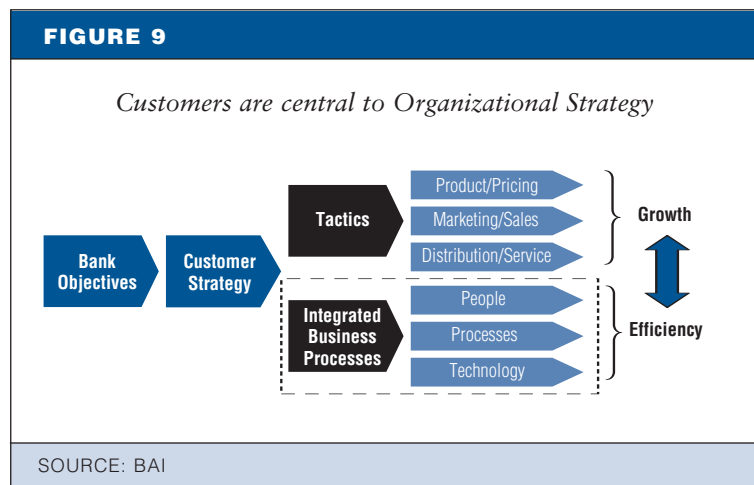 FIGURE 9
Customers are central to Organizational Strategy
Bank
Objectives
Customer
Strategy
Tactics
Product/Pricing
Marketing/Sales
Distribution/Service
Growth
Integrated
Business
Processes
People
Processes
Technology
Efficiency
SOURCE: BAI